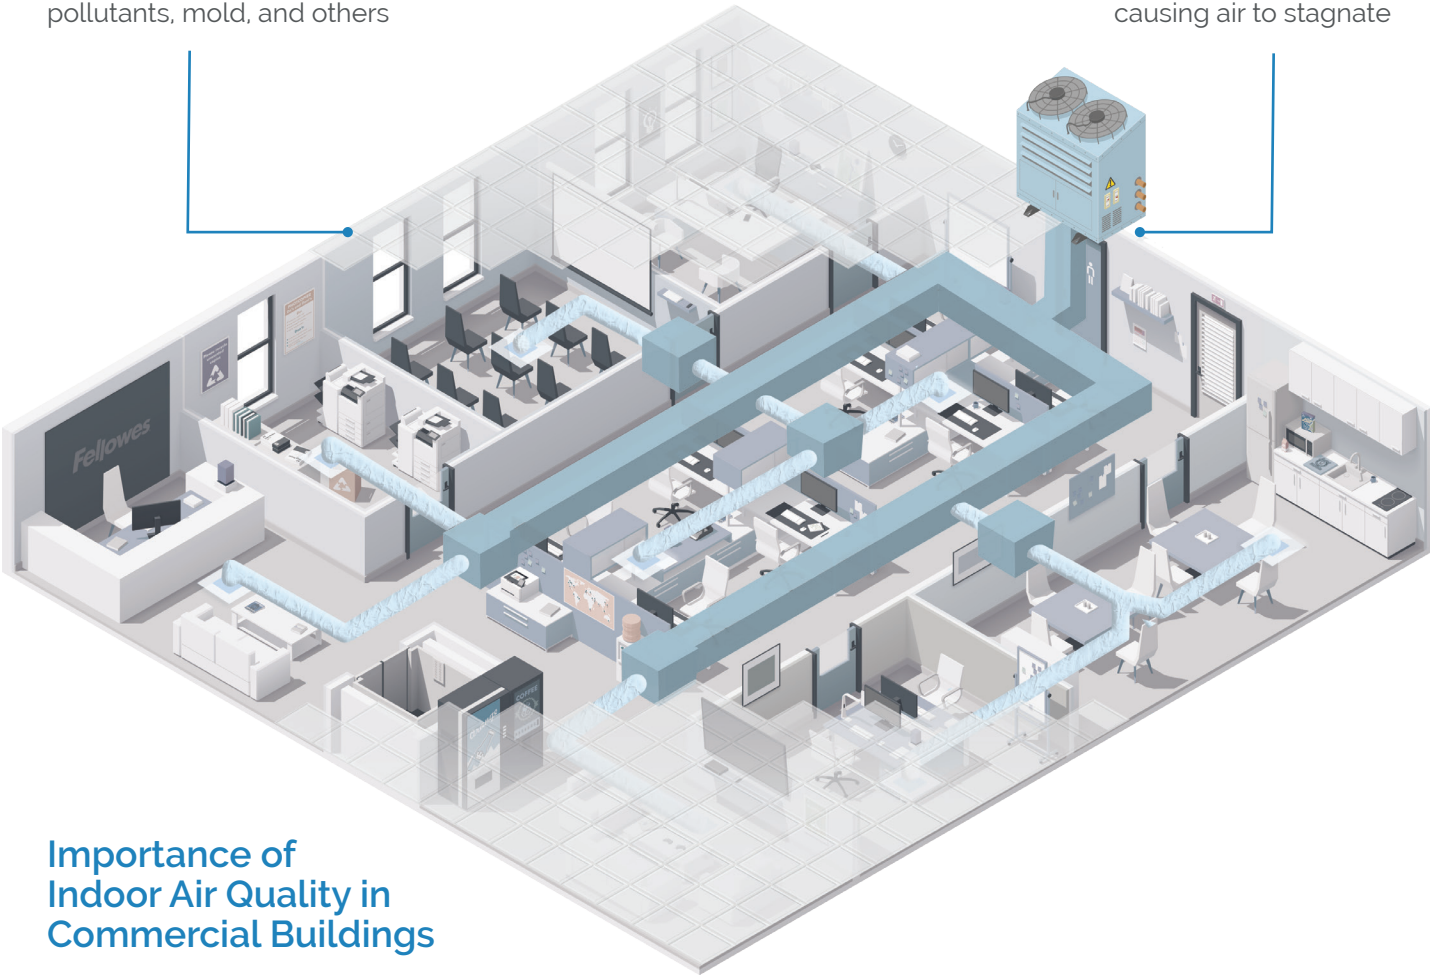 pollutants, mold, and others
causing air to stagnate
Fellowes
COFFEE
Importance of
Indoor Air Quality in
Commercial Buildings